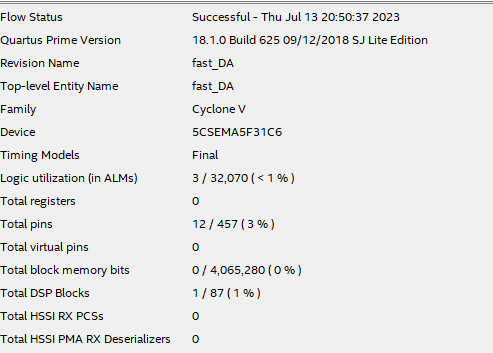 Flow Status Successful - Thu Jul 13 20:50:37 2023
Quartus Prime Version 18.1.0 Build 625 09/12/2018 SJ Lite Edition
Revision Name fast_DA
Top-level Entity Name fast_DA
Family Cyclone V
Device 5CSEMA5F31C6
Timing Models Final
Logic utilization (in ALMs) 3 / 32,070 ( < 1 % )
Total registers 0
Total pins 12 / 457 ( 3 % )
Total virtual pins 0
Total block memory bits 0 / 4,065,280 ( 0 % )
Total DSP Blocks 1 / 87 ( 1 % )
Total HSSI RX PCSs 0
Total HSSI PMA RX Deserializers 0